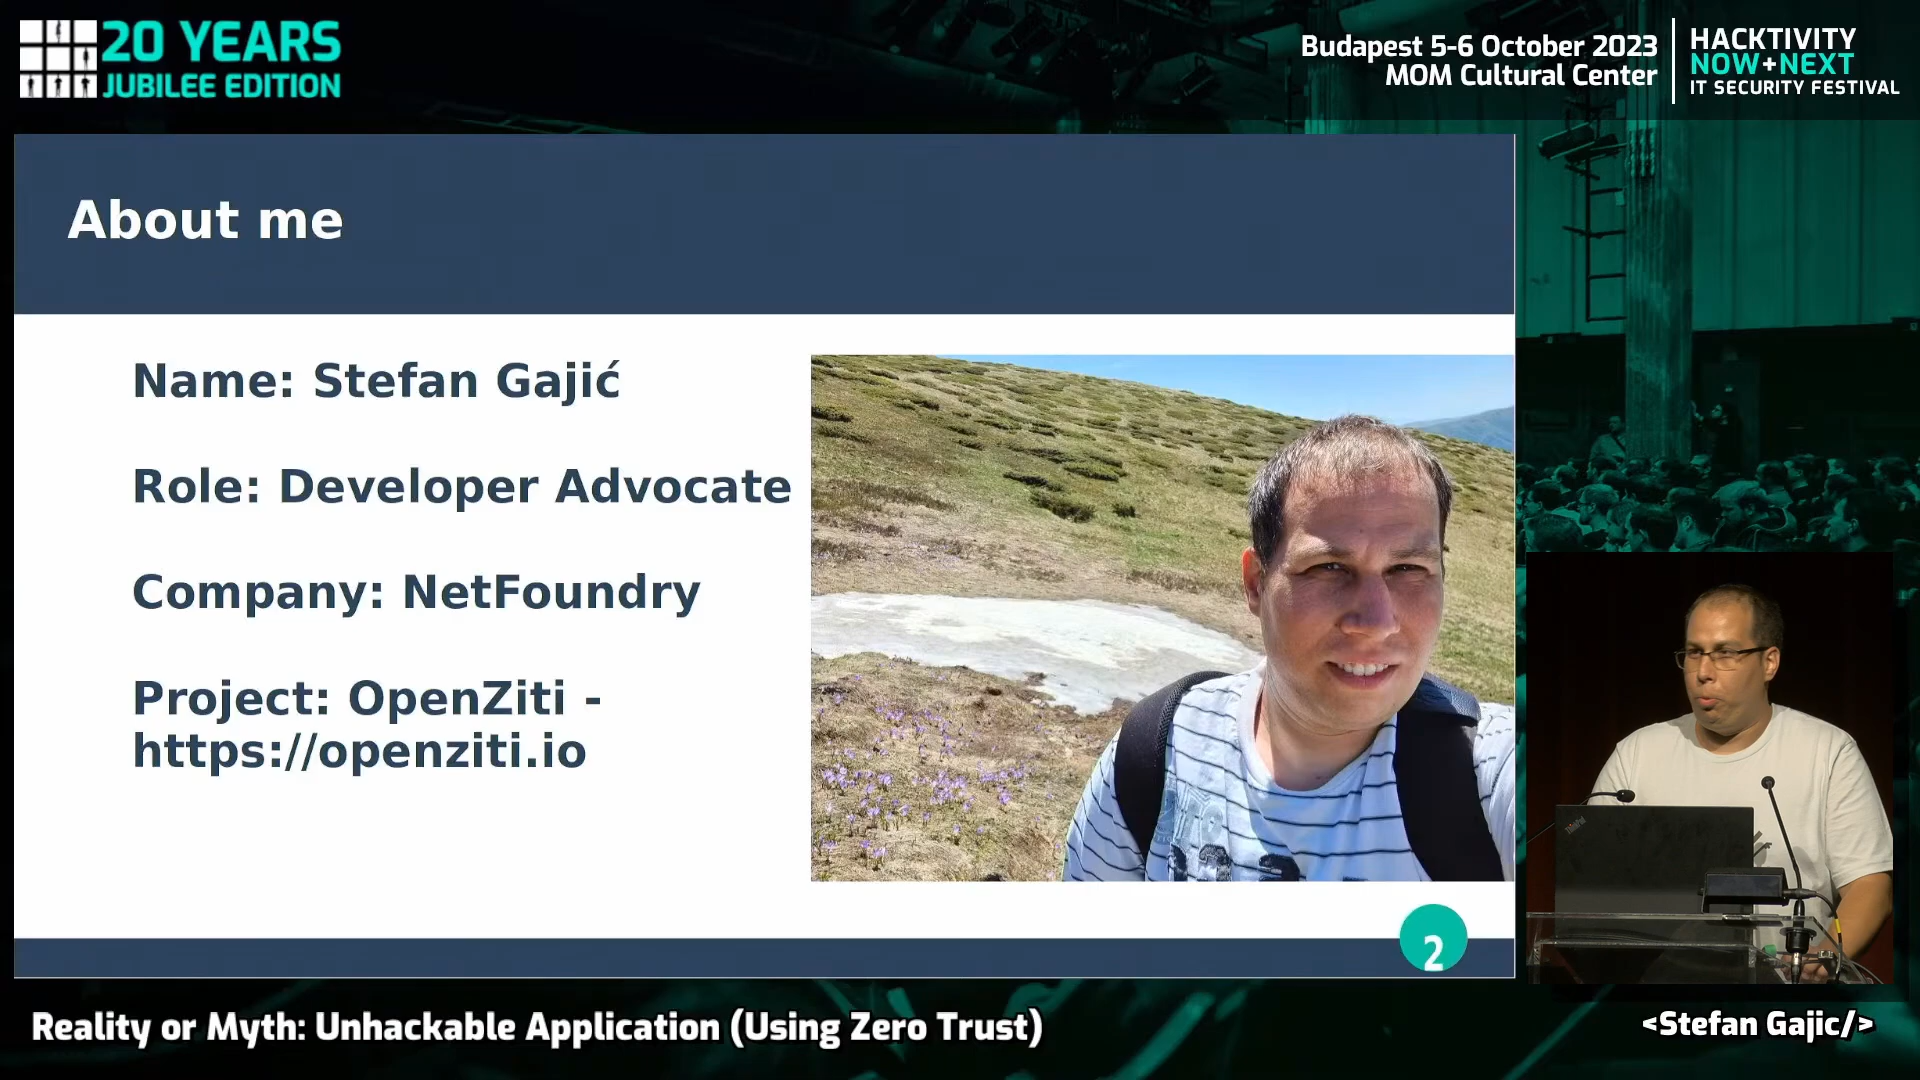 20 YEARS
JUBILEE EDITION
Budapest 5-6 October 2023
MOM Cultural Center
HACKTIVITY
NOW+NEXT
IT SECURITY FESTIVAL
About me
Name: Stefan Gajić
Role: Developer Advocate
Company: NetFoundry
Project: OpenZiti -
https://openziti.io
2
ThinkPad
Reality or Myth: Unhackable Application (Using Zero Trust)
<Stefan Gajic/>